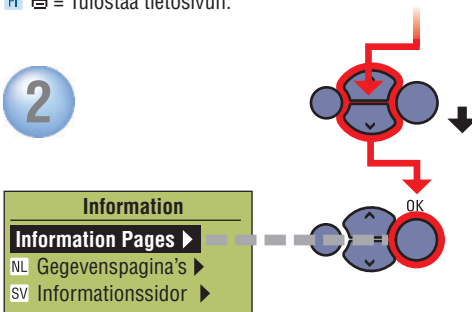 FI = Tulostaa tietosivun.
2
OK
Information
Information Pages ▶
NL Gegevenspagina's ▶
SV Informationssidor ▶